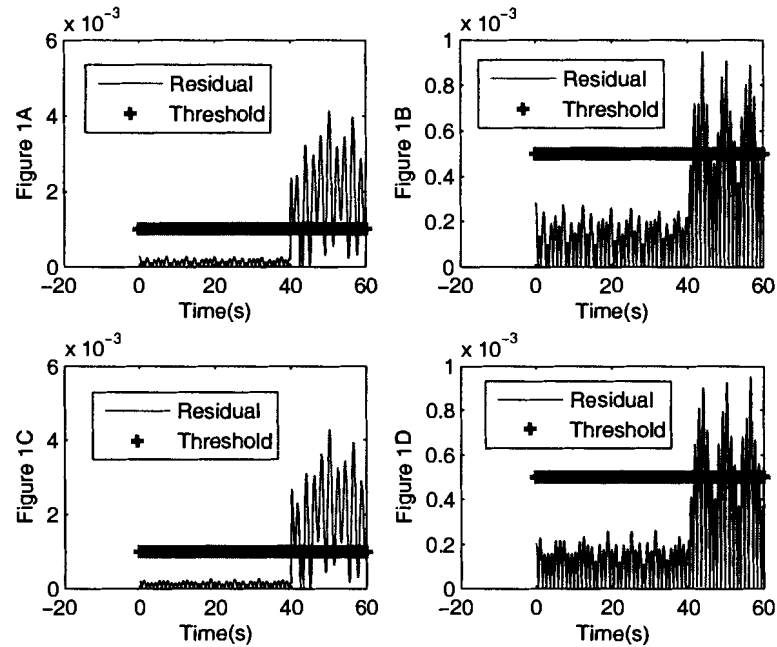 x 10⁻³
6
4
2
0
Figure 1A
Residual
Threshold
-20 0 20 40 60
Time(s)
x 10⁻³
1
0.8
0.6
0.4
0.2
0
Figure 1B
Residual
Threshold
-20 0 20 40 60
Time(s)
x 10⁻³
6
4
2
0
Figure 1C
Residual
Threshold
-20 0 20 40 60
Time(s)
x 10⁻³
1
0.8
0.6
0.4
0.2
0
Figure 1D
Residual
Threshold
-20 0 20 40 60
Time(s)